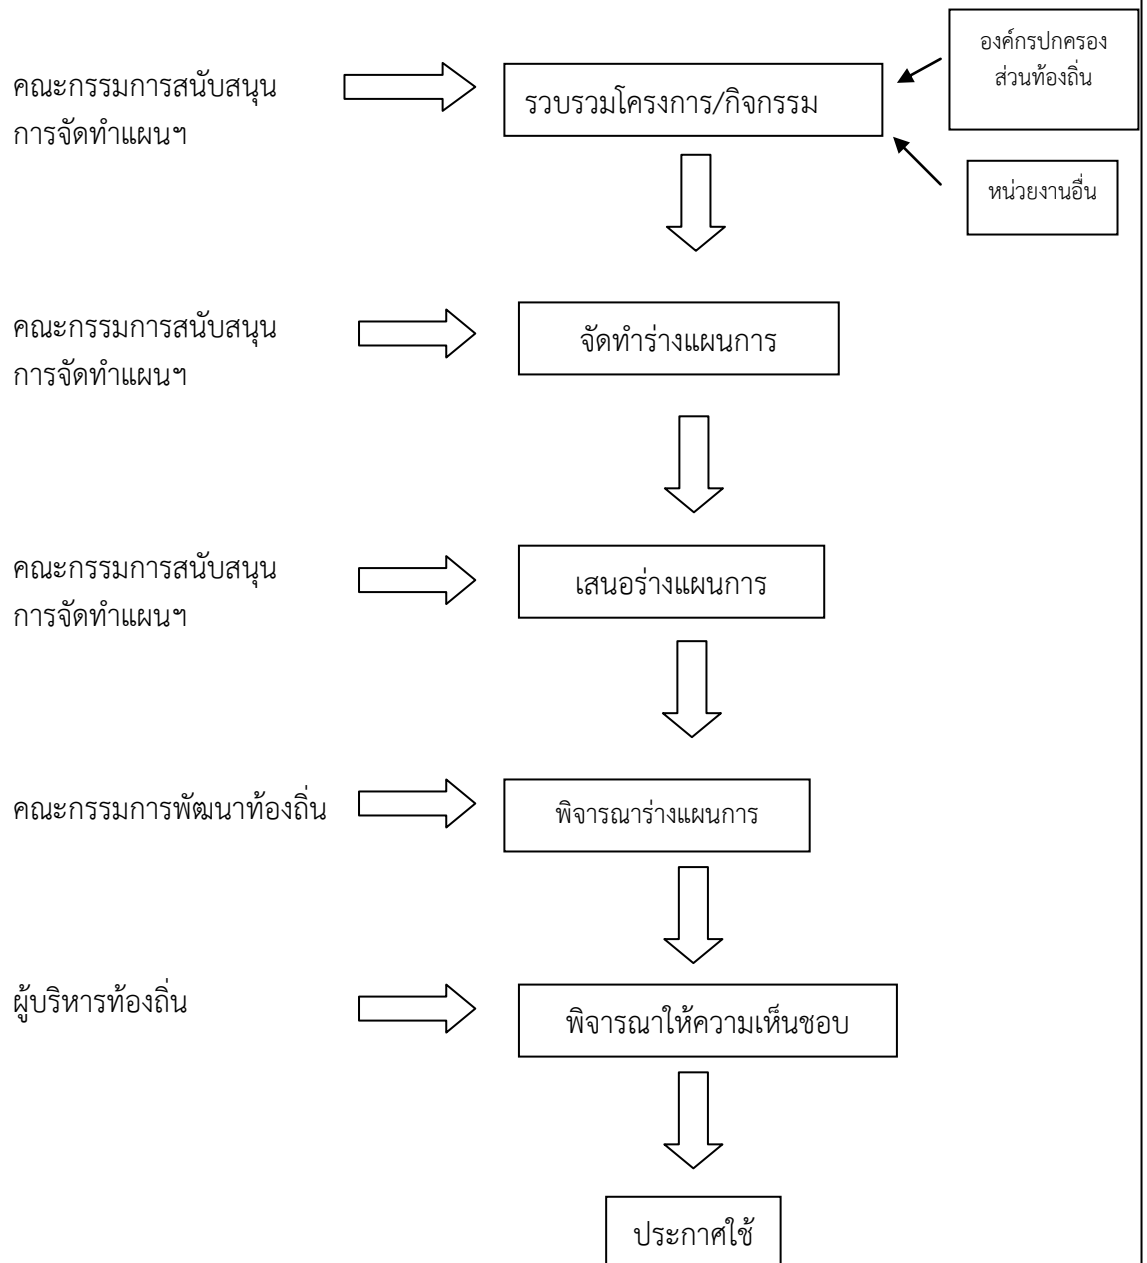 องค์กรปกครอง
ส่วนท้องถิ่น
คณะกรรมการสนับสนุน
การจัดทำแผนฯ
รวบรวมโครงการ/กิจกรรม
หน่วยงานอื่น
คณะกรรมการสนับสนุน
การจัดทำแผนฯ
จัดทำร่างแผนการ
คณะกรรมการสนับสนุน
การจัดทำแผนฯ
เสนอร่างแผนการ
คณะกรรมการพัฒนาท้องถิ่น
พิจารณาร่างแผนการ
ผู้บริหารท้องถิ่น
พิจารณาให้ความเห็นชอบ
ประกาศใช้